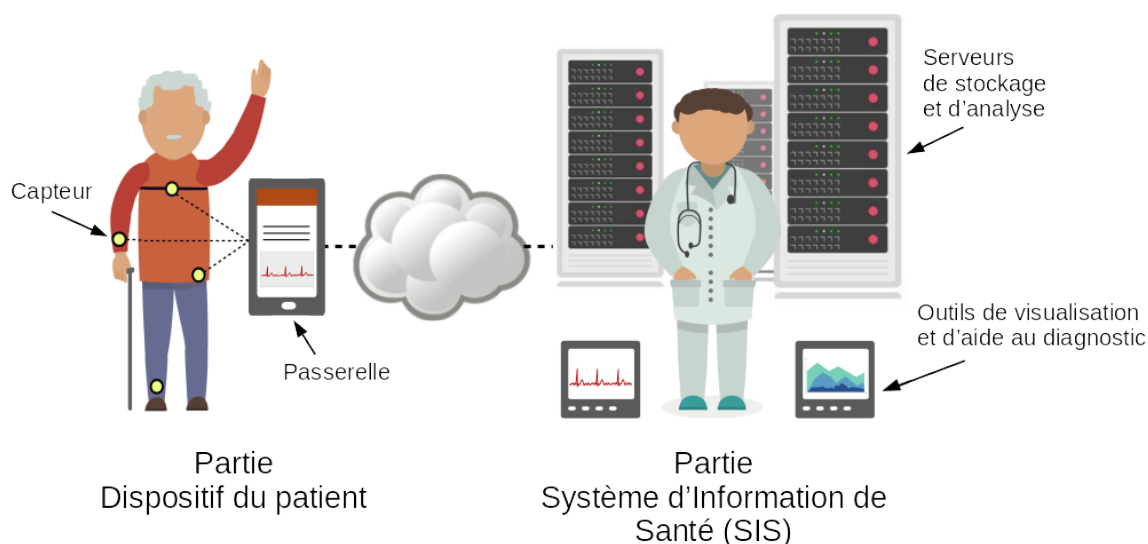 Serveurs
de stockage
et d'analyse
Capteur
Passerelle
Outils de visualisation
et d'aide au diagnostic
Partie
Dispositif du patient
Partie
Système d'Information de
Santé (SIS)